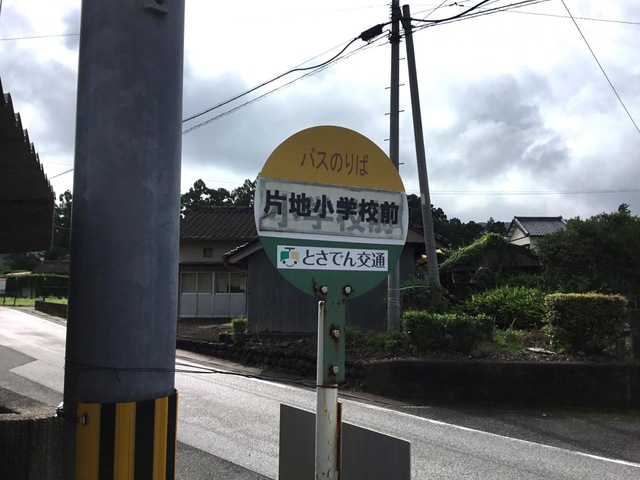 バスのりば
片地小学校前
とさでん交通